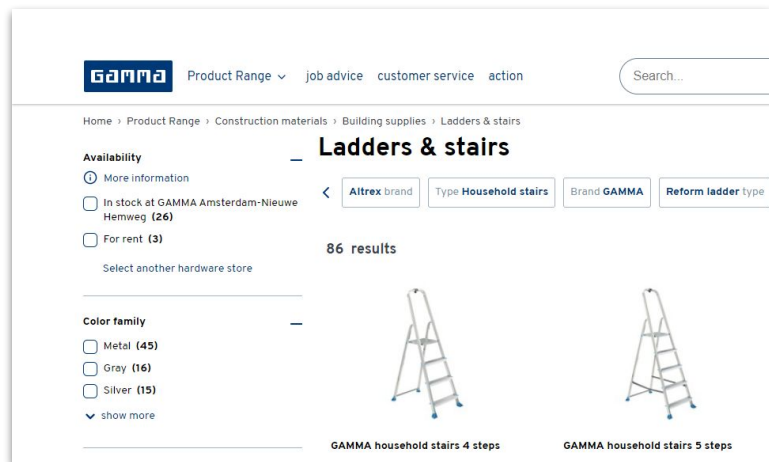 GAMMA
Product Range
job advice
customer service
action
Search...
Home › Product Range › Construction materials › Building supplies › Ladders & stairs
Availability
More information
In stock at GAMMA Amsterdam-Nieuwe
Hemweg (26)
For rent (3)
Select another hardware store
Color family
Metal (45)
Gray (16)
Silver (15)
show more
Ladders & stairs
Altrex brand
Type Household stairs
Brand GAMMA
Reform ladder type
86 results
GAMMA household stairs 4 steps
GAMMA household stairs 5 steps